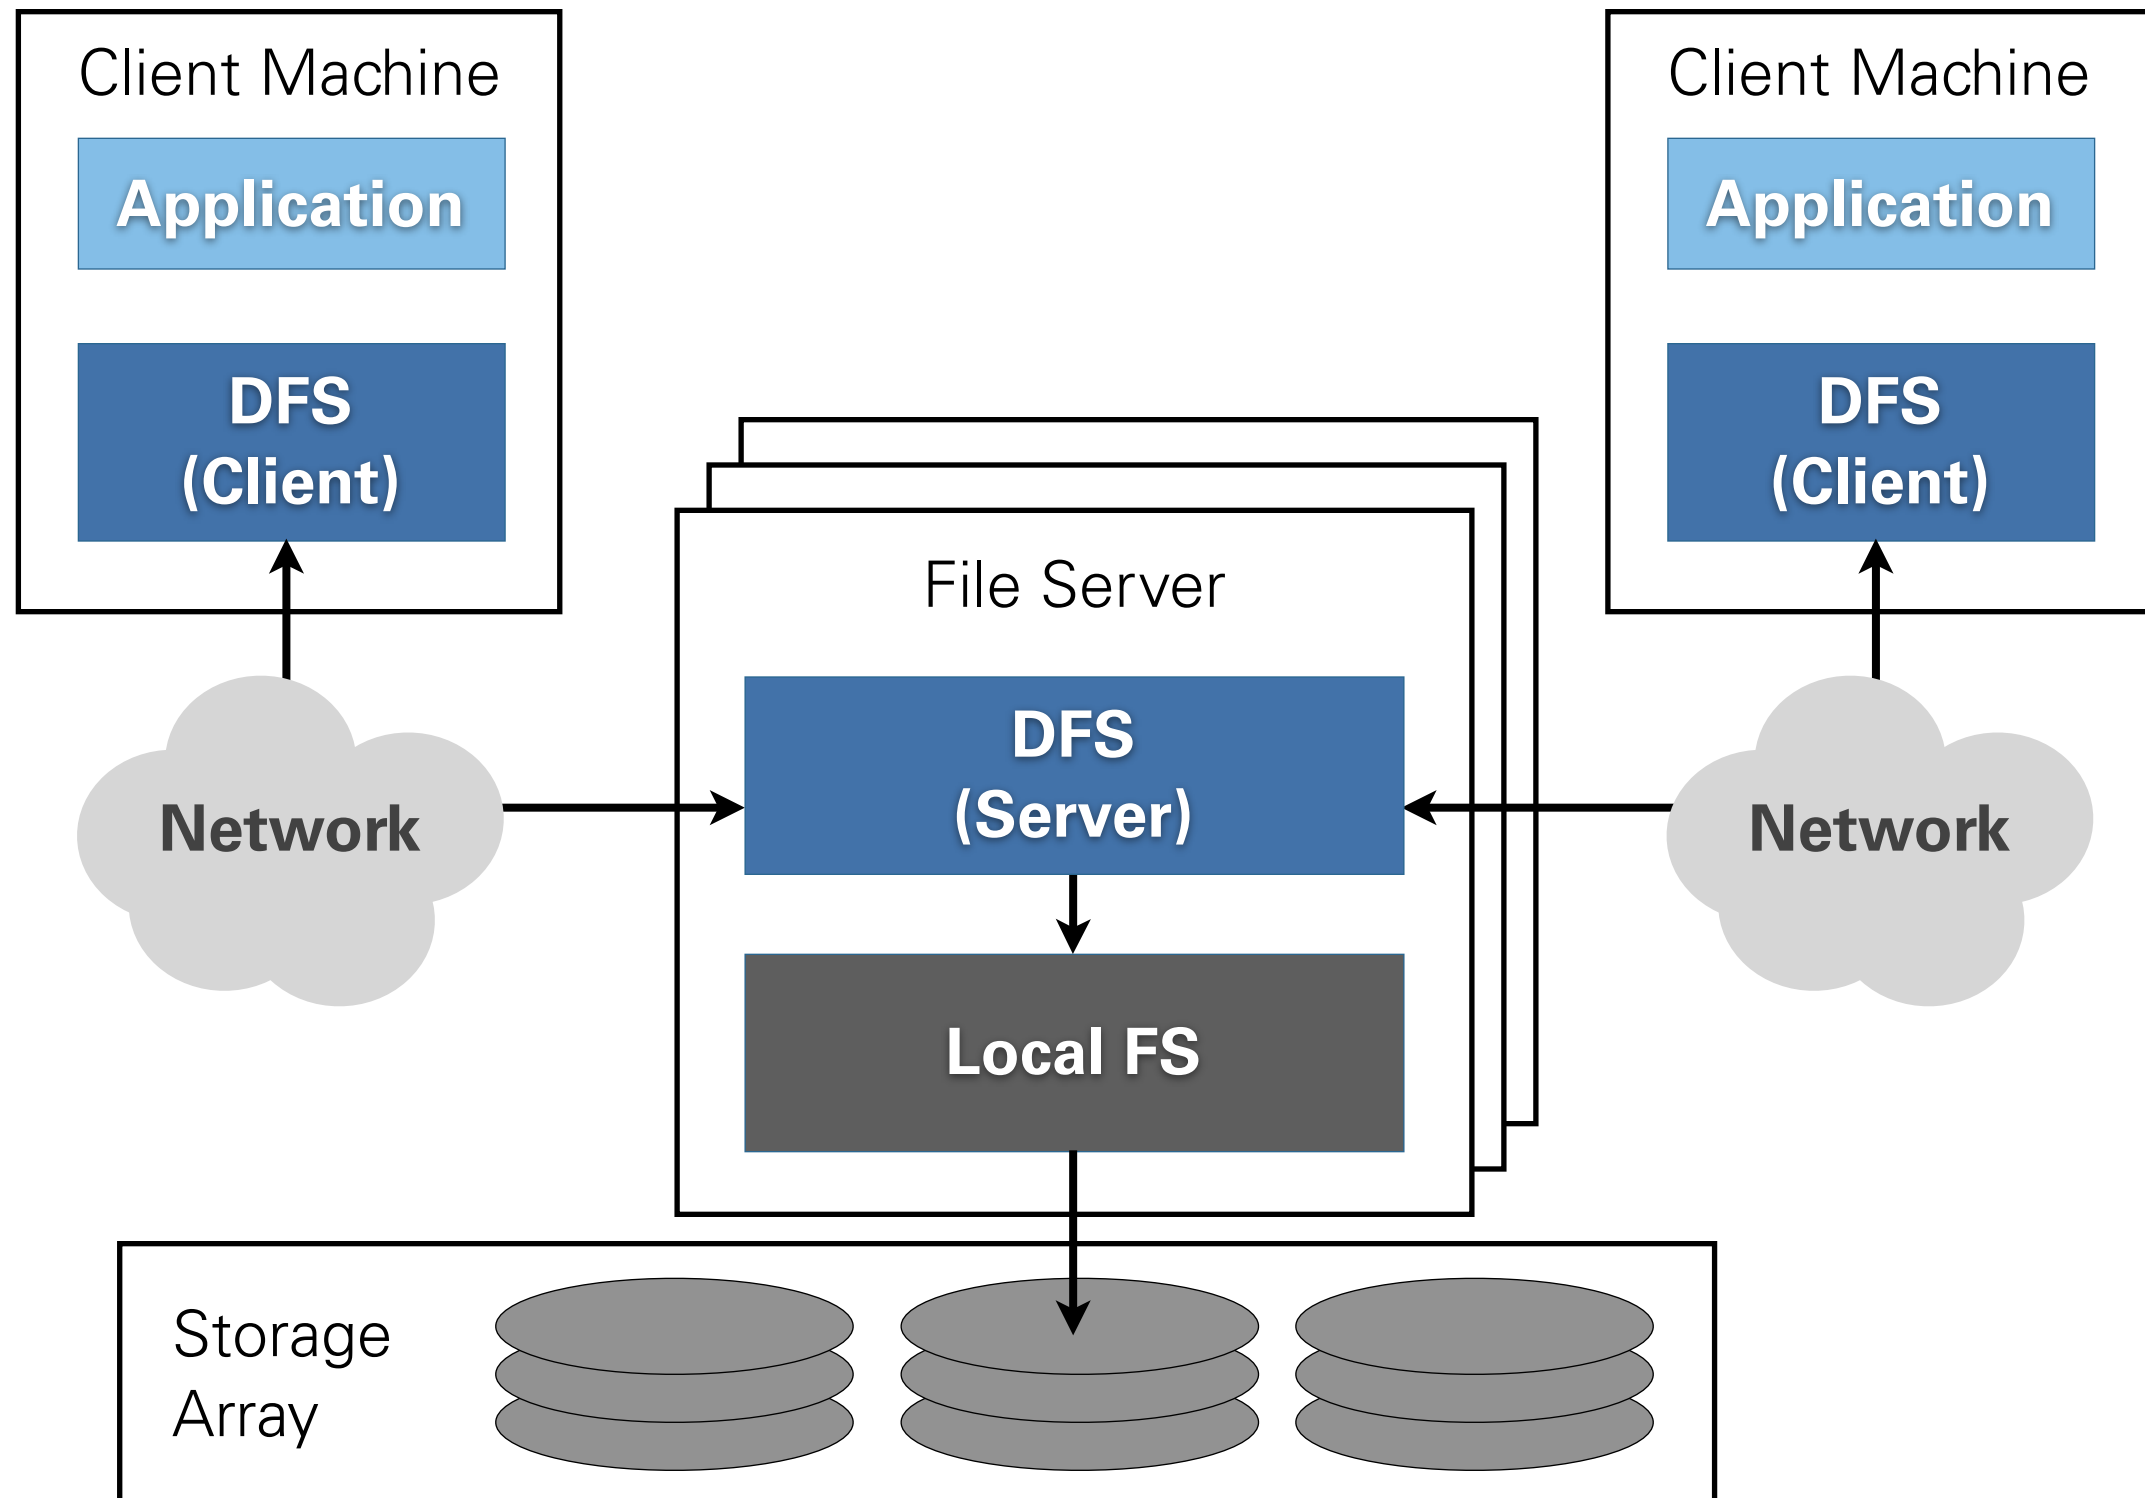 Client Machine
Application
DFS
(Client)
Client Machine
Application
DFS
(Client)
File Server
DFS
(Server)
Network
Network
Local FS
Storage
Array